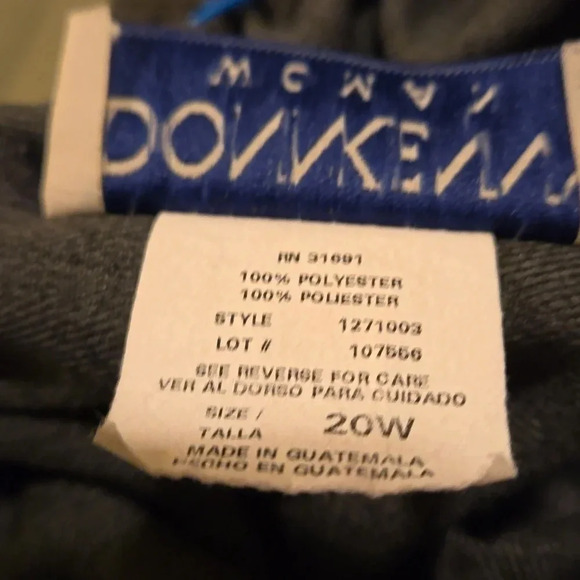 DONNKENNY
RN 31691
100% POLYESTER
100% POLIESTER
STYLE 1271003
LOT # 107556
SEE REVERSE FOR CARE
VER AL DORSO PARA CUIDADO
SIZE / 20W
TALLA
MADE IN GUATEMALA
HECHO EN GUATEMALA